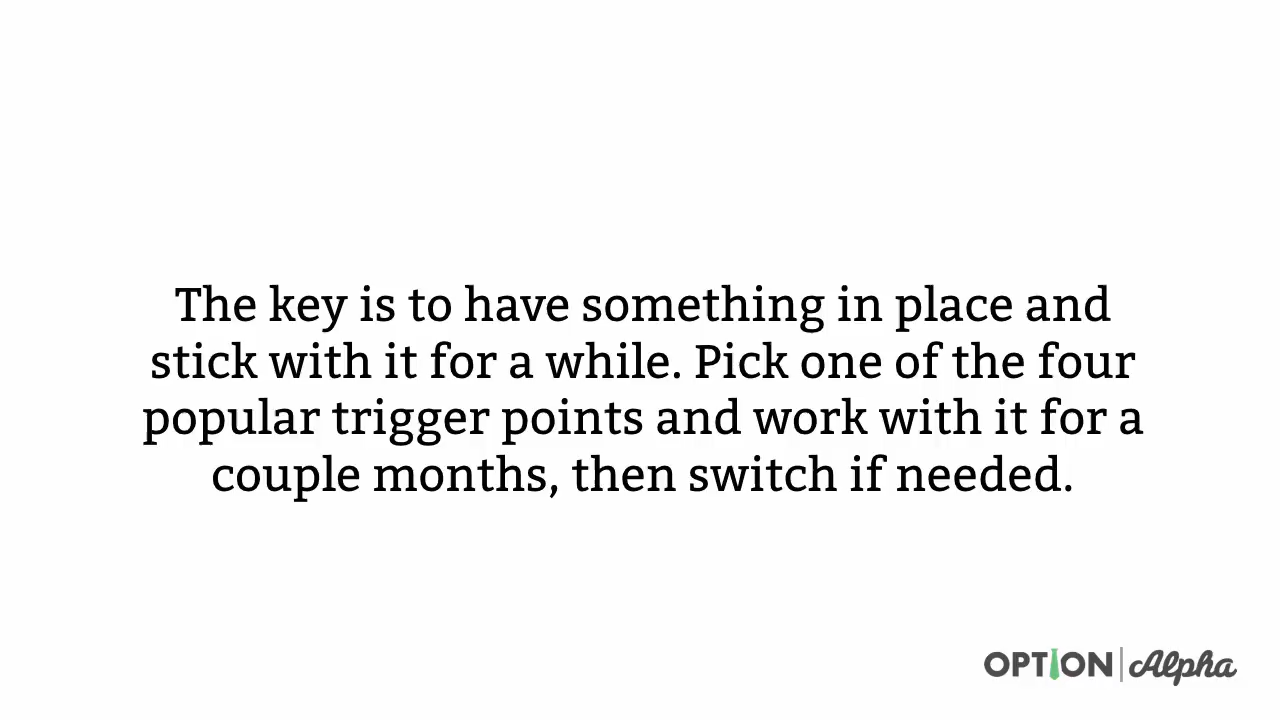 The key is to have something in place and
stick with it for a while. Pick one of the four
popular trigger points and work with it for a
couple months, then switch if needed.
OPTION | Alpha